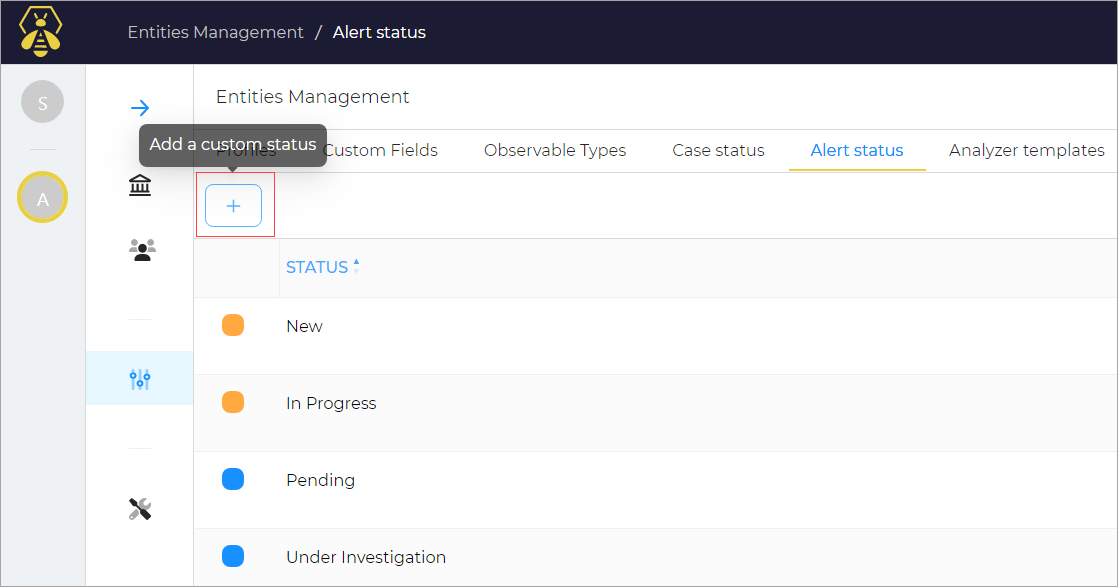 Entities Management / Alert status
S
A
Entities Management
Add a custom status
Profiles Custom Fields Observable Types Case status Alert status Analyzer templates
+
STATUS
New
In Progress
Pending
Under Investigation